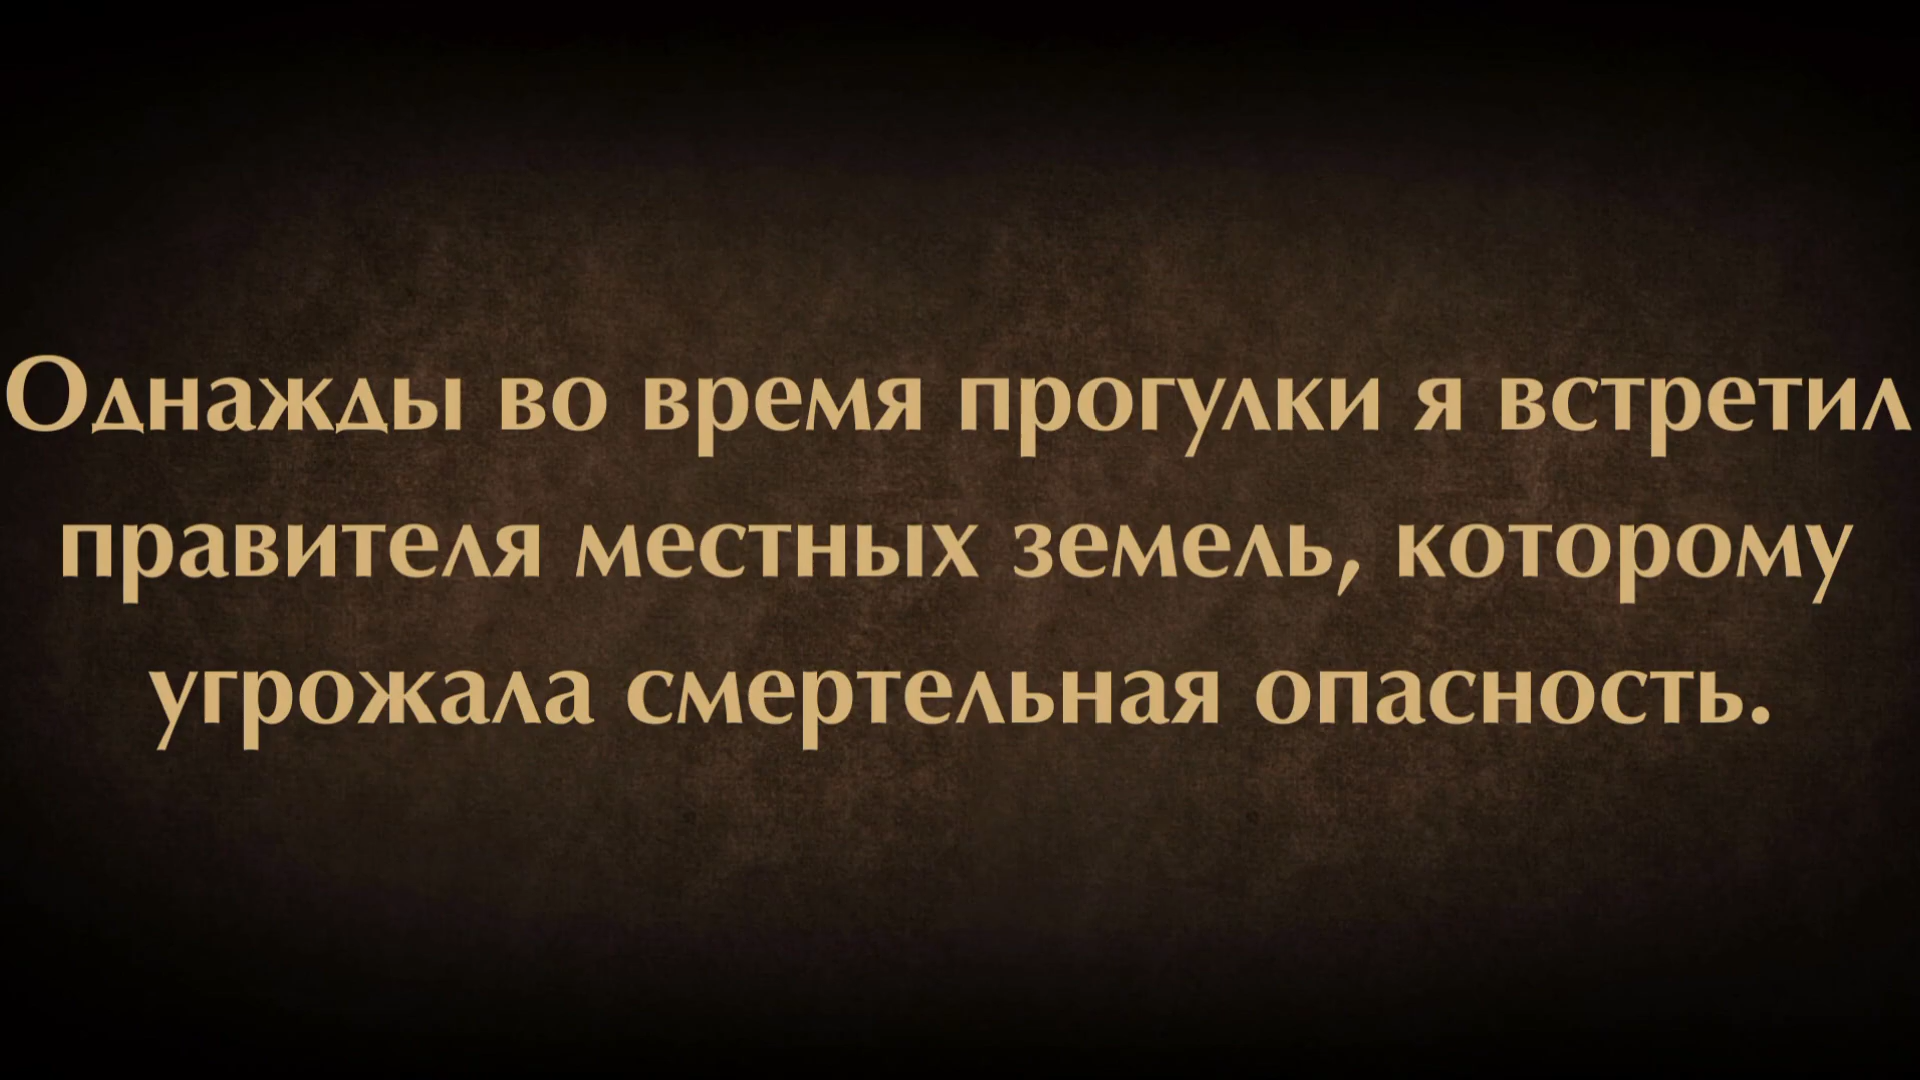 Однажды во время прогулки я встретил
правителя местных земель, которому
угрожала смертельная опасность.